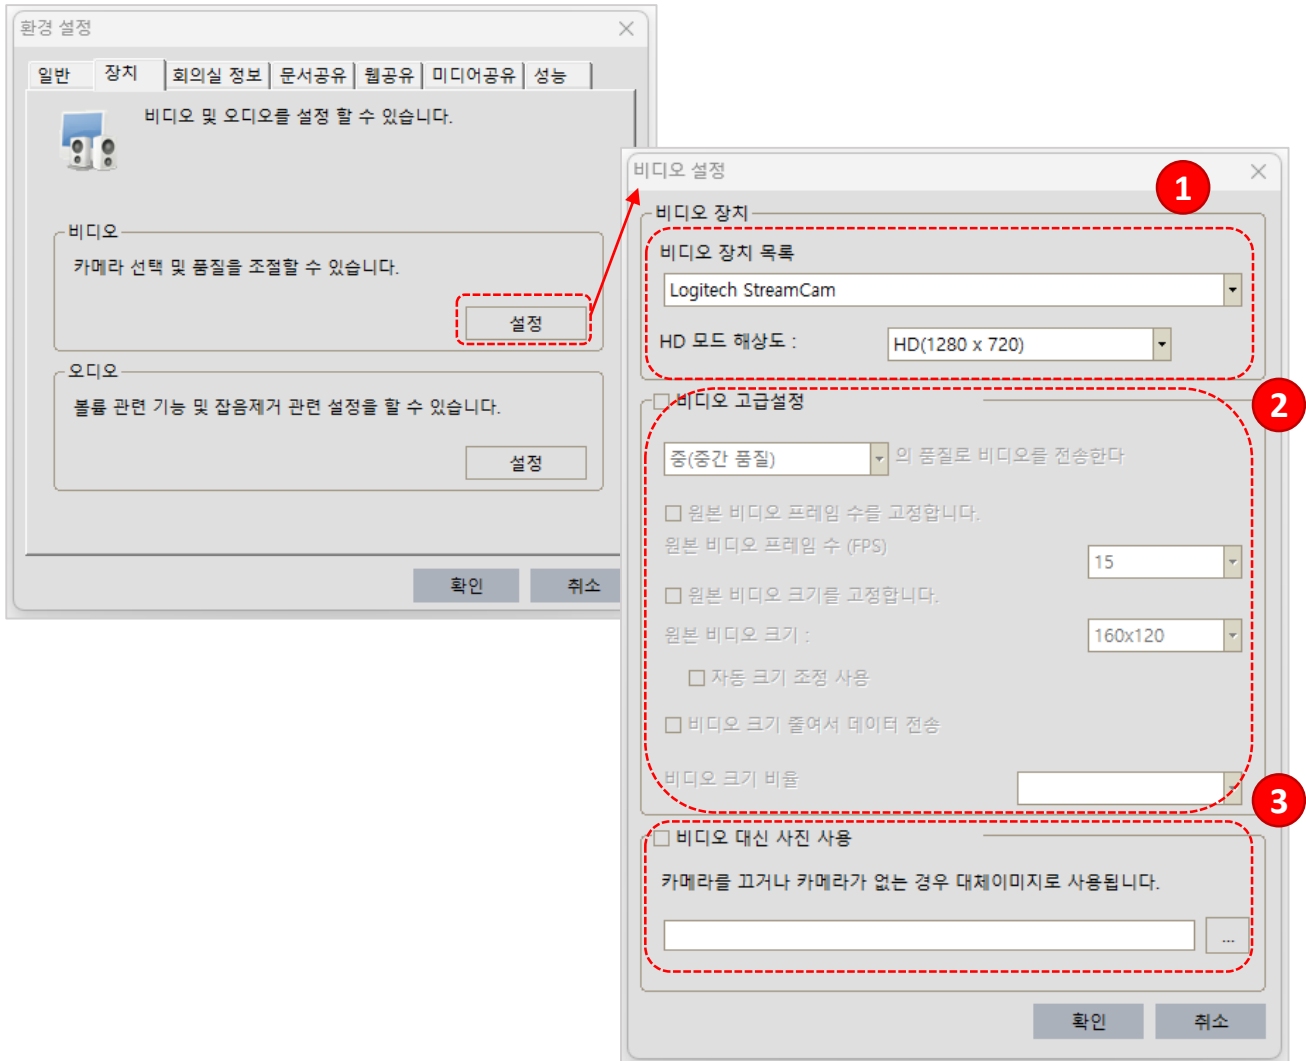 환경 설정
일반 장치 회의실 정보 문서공유 웹공유 미디어공유 성능
비디오 및 오디오를 설정 할 수 있습니다.
비디오
카메라 선택 및 품질을 조절할 수 있습니다.
설정
오디오
볼륨 관련 기능 및 잡음제거 관련 설정을 할 수 있습니다.
설정
확인 취소
비디오 설정
1
비디오 장치
비디오 장치 목록
Logitech StreamCam
HD 모드 해상도 : HD(1280 x 720)
2
비디오 고급설정
중(중간 품질) 의 품질로 비디오를 전송한다
원본 비디오 프레임 수를 고정합니다.
원본 비디오 프레임 수 (FPS)
15
원본 비디오 크기를 고정합니다.
원본 비디오 크기 : 160x120
자동 크기 조정 사용
비디오 크기 줄여서 데이터 전송
비디오 크기 비율
3
비디오 대신 사진 사용
카메라를 끄거나 카메라가 없는 경우 대체이미지로 사용됩니다.
...
확인 취소